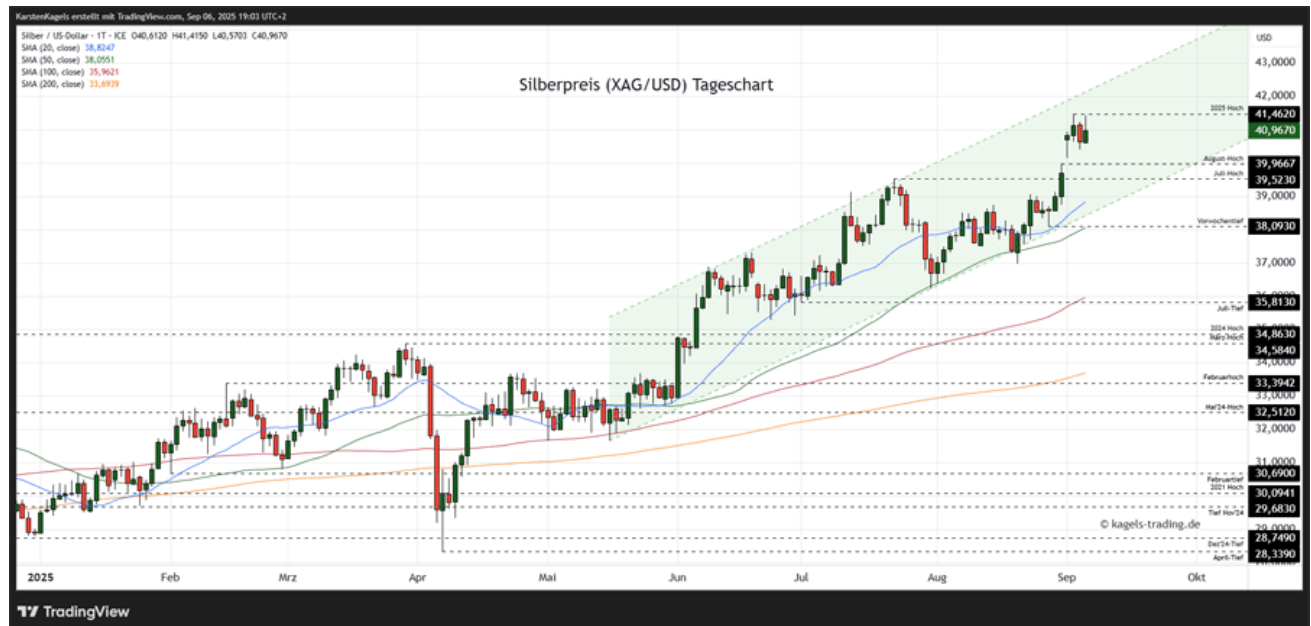 KarstenKagels erstellt mit TradingView.com, Sep 06, 2025 19:03 UTC+2
Silber / US-Dollar · 1T · ICE O40,6120 H41,4150 L40,5703 C40,9670
SMA (20, close) 38,8247
SMA (50, close) 38,0551
SMA (100, close) 35,9621
SMA (200, close) 33,6939
Silberpreis (XAG/USD) Tageschart
USD
43,0000
42,0000
2025 Hoch 41,4620
40,9670
August-Hoch 39,9667
Juli-Hoch 39,5230
39,0000
Vorwochentief 38,0930
37,0000
35,8130
Juli-Tief
2024 Hoch 34,8630
März-Hoch 34,5840
34,0000
Februarhoch 33,3942
33,0000
Mai'24-Hoch 32,5120
32,0000
31,0000
30,6900
Februartief
2021 Hoch 30,0941
29,6830
Tief Nov'24
© kagels-trading.de
29,0000
28,7490
Dez'24-Tief
28,3390
April-Tief
2025 Feb Mrz Apr Mai Jun Jul Aug Sep Okt
TradingView